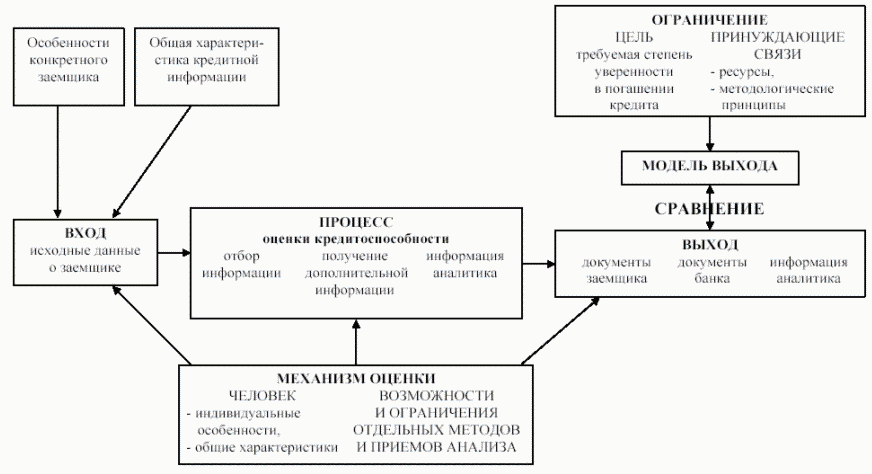 Особенности
конкретного
заемщика
Общая характери-
стика кредитной
информации
ОГРАНИЧЕНИЕ
ЦЕЛЬ
требуемая степень
уверенности
в погашении
кредита
ПРИНУЖДАЮЩИЕ
СВЯЗИ
- ресурсы,
- методологические
принципы
МОДЕЛЬ ВЫХОДА
СРАВНЕНИЕ
ВХОД
исходные данные
о заемщике
ПРОЦЕСС
оценки кредитоспособности
отбор
информации
получение
дополнительной
информации
информация
аналитика
ВЫХОД
документы
заемщика
документы
банка
информация
аналитика
МЕХАНИЗМ ОЦЕНКИ
ЧЕЛОВЕК
- индивидуальные
особенности,
- общие характеристики
ВОЗМОЖНОСТИ
И ОГРАНИЧЕНИЯ
ОТДЕЛЬНЫХ МЕТОДОВ
И ПРИЕМОВ АНАЛИЗА